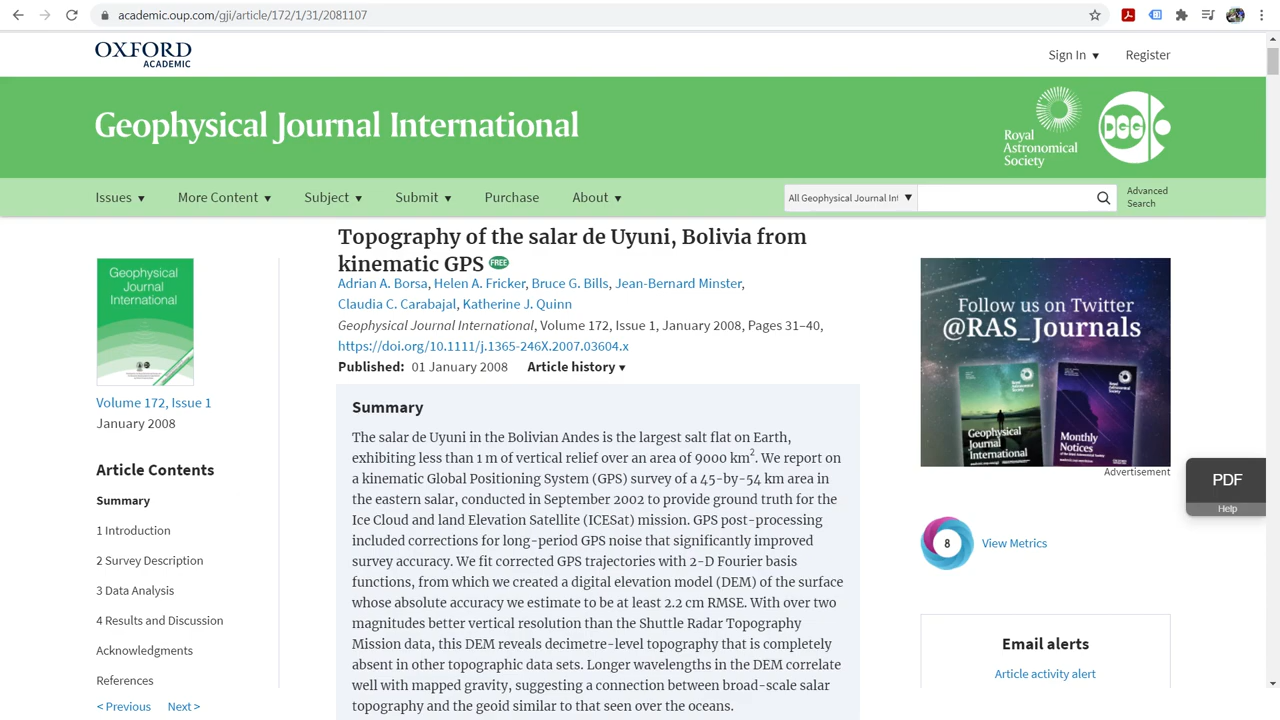 academic.oup.com/gji/article/172/1/31/2081107
OXFORD
ACADEMIC
Sign In ▼
Register
Geophysical Journal International
Royal
Astronomical
Society
DGG
Issues ▼
More Content ▼
Subject ▼
Submit ▼
Purchase
About ▼
All Geophysical Journal Int ▼
Advanced
Search
Geophysical
Journal
International
Volume 172, Issue 1
January 2008
Article Contents
Summary
1 Introduction
2 Survey Description
3 Data Analysis
4 Results and Discussion
Acknowledgments
References
< Previous
Next >
Topography of the salar de Uyuni, Bolivia from
kinematic GPS FREE
Adrian A. Borsa, Helen A. Fricker, Bruce G. Bills, Jean-Bernard Minster,
Claudia C. Carabajal, Katherine J. Quinn
Geophysical Journal International, Volume 172, Issue 1, January 2008, Pages 31–40,
https://doi.org/10.1111/j.1365-246X.2007.03604.x
Published: 01 January 2008
Article history ▾
Summary
The salar de Uyuni in the Bolivian Andes is the largest salt flat on Earth,
exhibiting less than 1 m of vertical relief over an area of 9000 km². We report on
a kinematic Global Positioning System (GPS) survey of a 45-by-54 km area in
the eastern salar, conducted in September 2002 to provide ground truth for the
Ice Cloud and land Elevation Satellite (ICESat) mission. GPS post-processing
included corrections for long-period GPS noise that significantly improved
survey accuracy. We fit corrected GPS trajectories with 2-D Fourier basis
functions, from which we created a digital elevation model (DEM) of the surface
whose absolute accuracy we estimate to be at least 2.2 cm RMSE. With over two
magnitudes better vertical resolution than the Shuttle Radar Topography
Mission data, this DEM reveals decimetre-level topography that is completely
absent in other topographic data sets. Longer wavelengths in the DEM correlate
well with mapped gravity, suggesting a connection between broad-scale salar
topography and the geoid similar to that seen over the oceans.
Follow us on Twitter
@RAS_Journals
Geophysical
Journal
International
Monthly
Notices
Advertisement
PDF
Help
8
View Metrics
Email alerts
Article activity alert